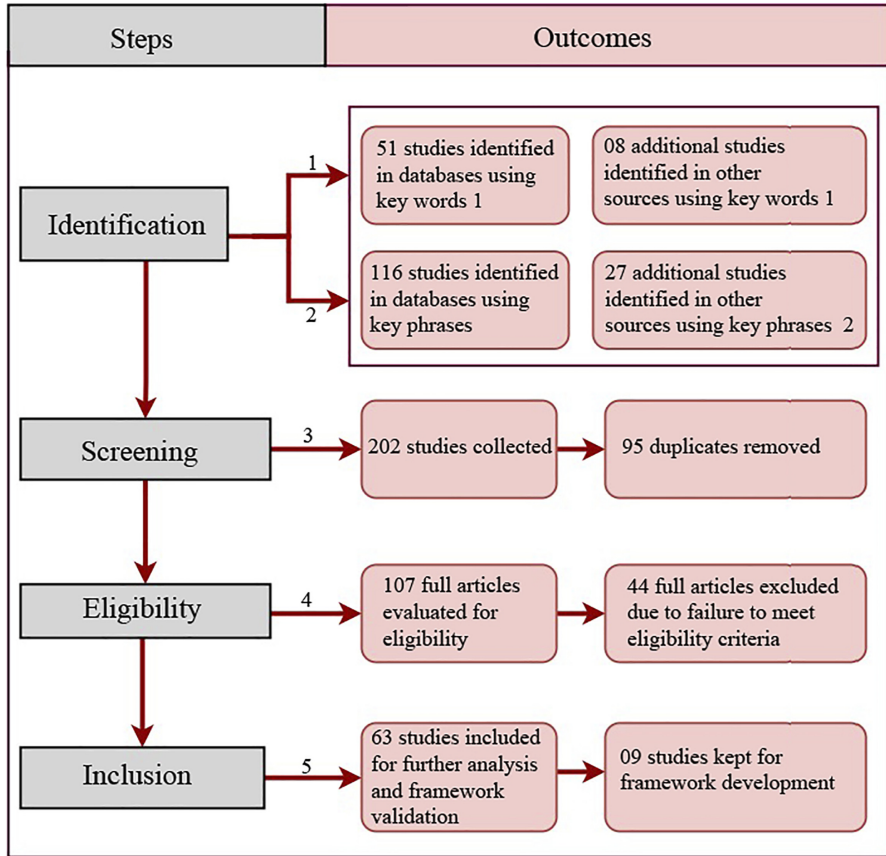 Steps
Outcomes
Identification
1
51 studies identified
in databases using
key words 1
08 additional studies
identified in other
sources using key words 1
2
116 studies identified
in databases using
key phrases
27 additional studies
identified in other
sources using key phrases 2
Screening
3
202 studies collected
95 duplicates removed
Eligibility
4
107 full articles
evaluated for
eligibility
44 full articles excluded
due to failure to meet
eligibility criteria
Inclusion
5
63 studies included
for further analysis
and framework
validation
09 studies kept for
framework development